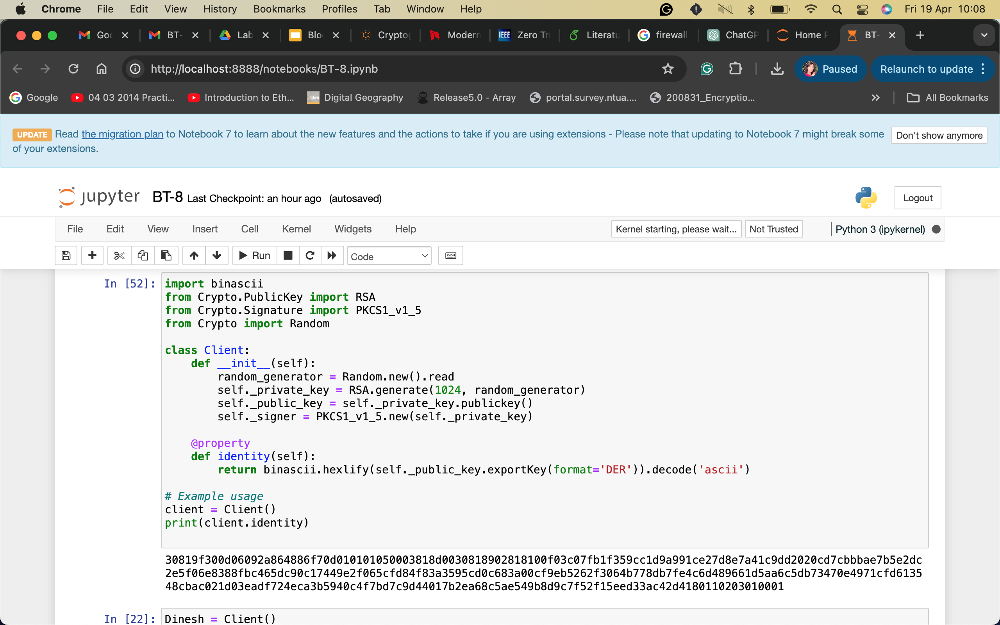 Chrome File Edit View History Bookmarks Profiles Tab Window Help Fri 19 Apr 10:08
Goo BT- Lab Blo Cryptog Modern IEEE Zero Tr Literatu firewall ChatGP Home P BT-
http://localhost:8888/notebooks/BT-8.ipynb Paused Relaunch to update
Google 04 03 2014 Practi... Introduction to Eth... Digital Geography Release5.0 - Array portal.survey.ntua.... 200831_Encryptio... All Bookmarks
UPDATE Read the migration plan to Notebook 7 to learn about the new features and the actions to take if you are using extensions - Please note that updating to Notebook 7 might break some Don't show anymore
of your extensions.
jupyter BT-8 Last Checkpoint: an hour ago (autosaved) Logout
File Edit View Insert Cell Kernel Widgets Help Kernel starting, please wait... Not Trusted Python 3 (ipykernel)
Run Code
In [52]: import binascii
from Crypto.PublicKey import RSA
from Crypto.Signature import PKCS1_v1_5
from Crypto import Random
class Client:
def __init__(self):
random_generator = Random.new().read
self._private_key = RSA.generate(1024, random_generator)
self._public_key = self._private_key.publickey()
self._signer = PKCS1_v1_5.new(self._private_key)
@property
def identity(self):
return binascii.hexlify(self._public_key.exportKey(format='DER')).decode('ascii')
# Example usage
client = Client()
print(client.identity)
30819f300d06092a864886f70d010101050003818d0030818902818100f03c07fb1f359cc1d9a991ce27d8e7a41c9dd2020cd7cbbbae7b5e2dc
2e5f06e8388fbc465dc90c17449e2f065cfd84f83a3595cd0c683a00cf9eb5262f3064b778db7fe4c6d489661d5aa6c5db73470e4971cfd6135
48cbac021d03eadf724eca3b5940c4f7bd7c9d44017b2ea68c5ae549b8d9c7f52f15eed33ac42d4180110203010001
In [22]: Dinesh = Client()